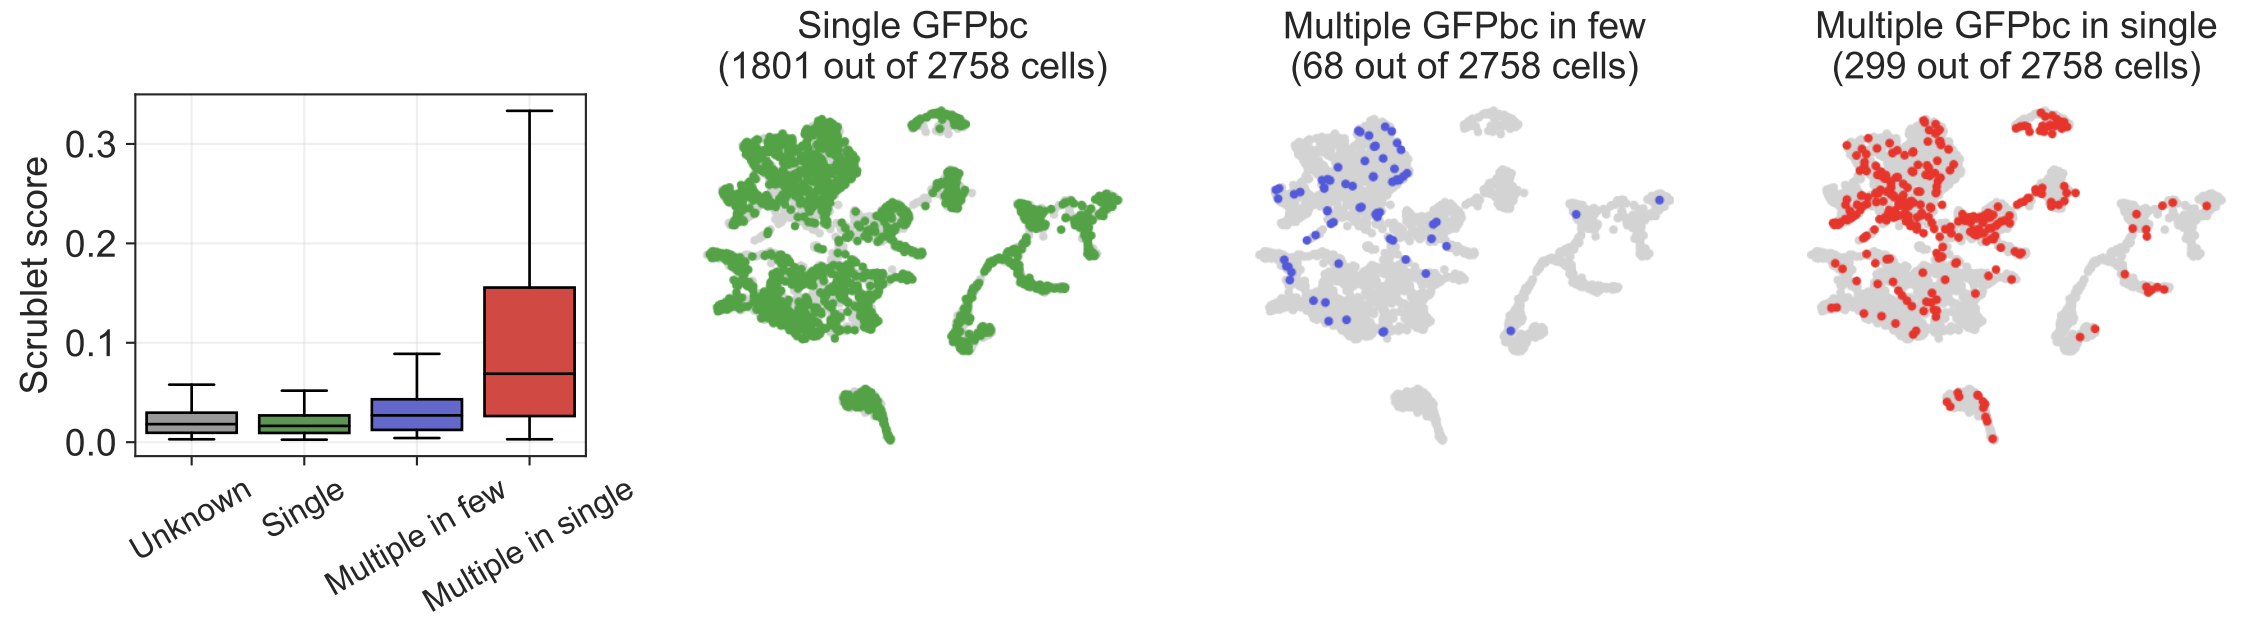 Single GFPbc
(1801 out of 2758 cells)
Multiple GFPbc in few
(68 out of 2758 cells)
Multiple GFPbc in single
(299 out of 2758 cells)
Scrublet score
0.3
0.2
0.1
0.0
Unknown
Single
Multiple in few
Multiple in single